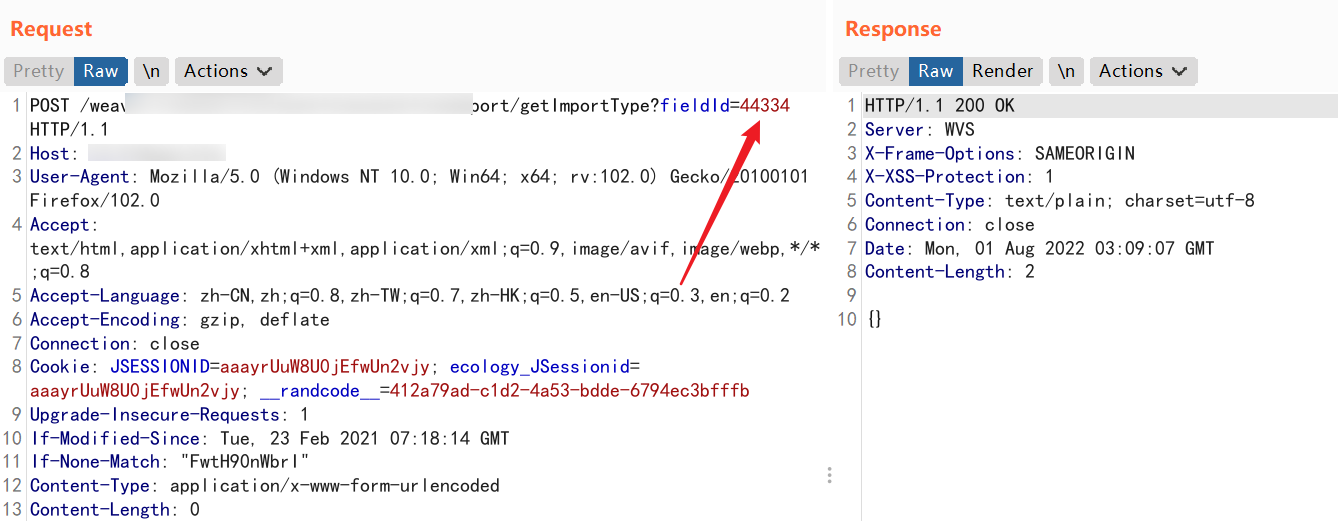 Request
Pretty Raw \n Actions
1 POST /weav port/getImportType?fieldId=44334
HTTP/1.1
2 Host:
3 User-Agent: Mozilla/5.0 (Windows NT 10.0; Win64; x64; rv:102.0) Gecko/20100101
Firefox/102.0
4 Accept:
text/html,application/xhtml+xml,application/xml;q=0.9,image/avif,image/webp,*/*
;q=0.8
5 Accept-Language: zh-CN,zh;q=0.8,zh-TW;q=0.7,zh-HK;q=0.5,en-US;q=0.3,en;q=0.2
6 Accept-Encoding: gzip, deflate
7 Connection: close
8 Cookie: JSESSIONID=aaayrUuW8U0jEfwUn2vjy; ecology_JSessionid=
aaayrUuW8U0jEfwUn2vjy; __randcode__=412a79ad-c1d2-4a53-bdde-6794ec3bfffb
9 Upgrade-Insecure-Requests: 1
10 If-Modified-Since: Tue, 23 Feb 2021 07:18:14 GMT
11 If-None-Match: "FwtH90nWbrI"
12 Content-Type: application/x-www-form-urlencoded
13 Content-Length: 0
Response
Pretty Raw Render \n Actions
1 HTTP/1.1 200 OK
2 Server: WVS
3 X-Frame-Options: SAMEORIGIN
4 X-XSS-Protection: 1
5 Content-Type: text/plain; charset=utf-8
6 Connection: close
7 Date: Mon, 01 Aug 2022 03:09:07 GMT
8 Content-Length: 2
9
10 {}